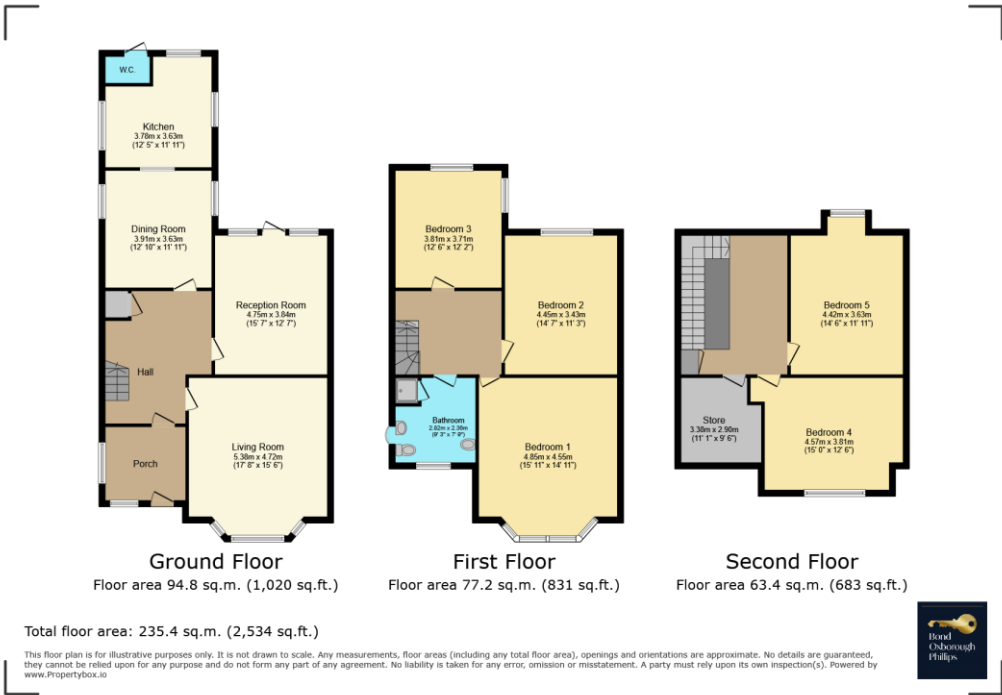 W.C.
Kitchen
3.78m x 3.63m
(12' 5" x 11' 11")
Dining Room
3.91m x 3.63m
(12' 10" x 11' 11")
Reception Room
4.75m x 3.84m
(15' 7" x 12' 7")
Hall
Living Room
5.38m x 4.72m
(17' 8" x 15' 6")
Porch
Ground Floor
Floor area 94.8 sq.m. (1,020 sq.ft.)
Bedroom 3
3.81m x 3.71m
(12' 6" x 12' 2")
Bedroom 2
4.45m x 3.43m
(14' 7" x 11' 3")
Bathroom
2.82m x 2.36m
(9' 3" x 7' 9")
Bedroom 1
4.85m x 4.55m
(15' 11" x 14' 11")
First Floor
Floor area 77.2 sq.m. (831 sq.ft.)
Bedroom 5
4.42m x 3.63m
(14' 6" x 11' 11")
Store
3.38m x 2.90m
(11' 1" x 9' 6")
Bedroom 4
4.57m x 3.81m
(15' 0" x 12' 6")
Second Floor
Floor area 63.4 sq.m. (683 sq.ft.)
Total floor area: 235.4 sq.m. (2,534 sq.ft.)
This floor plan is for illustrative purposes only. It is not drawn to scale. Any measurements, floor areas (including any total floor area), openings and orientations are approximate. No details are guaranteed,
they cannot be relied upon for any purpose and do not form any part of any agreement. No liability is taken for any error, omission or misstatement. A party must rely upon its own inspection(s). Powered by
www.Propertybox.io
Bond
Oxborough
Phillips